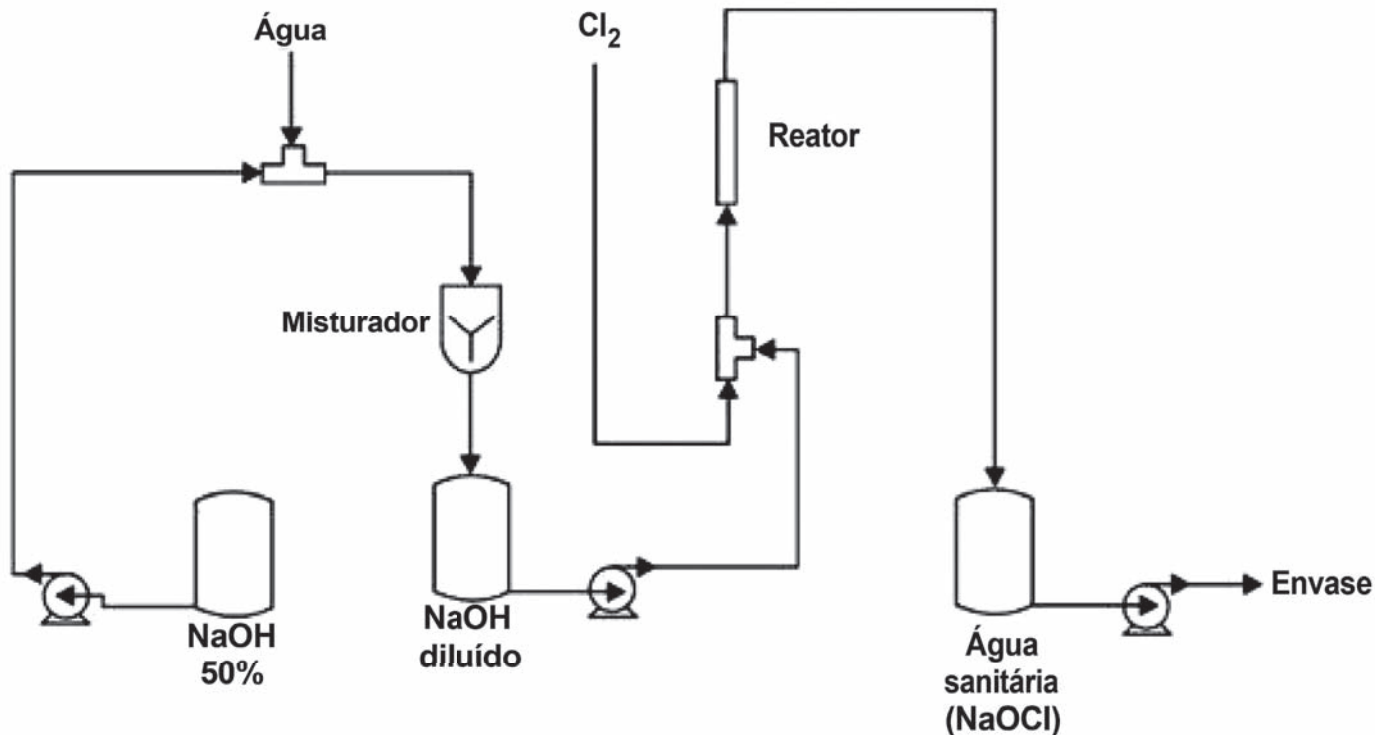 Água
Cl₂
Reator
Misturador
NaOH
50%
NaOH
diluído
Água
sanitária
(NaOCl)
Envase